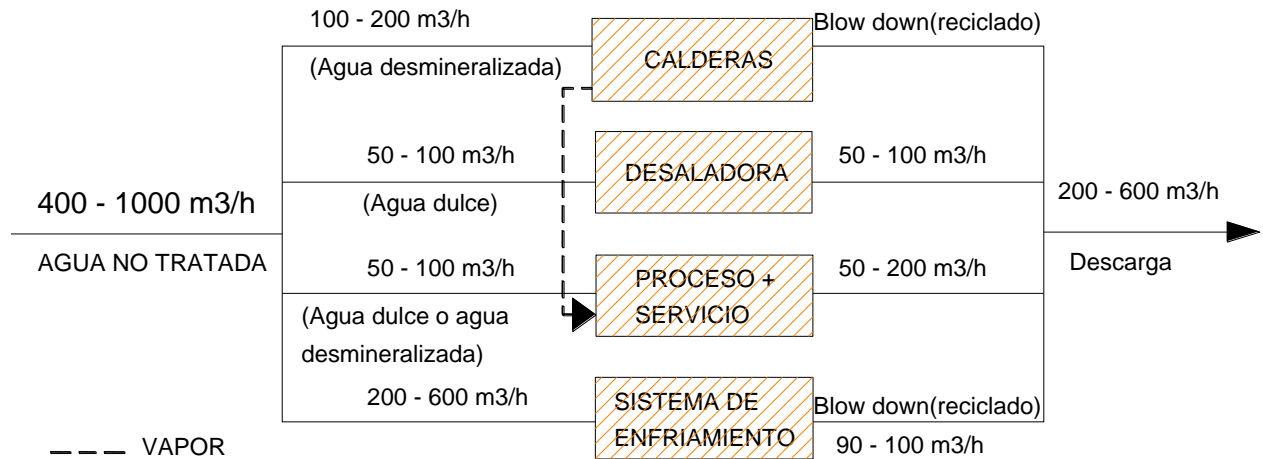 100 - 200 m3/h
Blow down(reciclado)
CALDERAS
(Agua desmineralizada)
50 - 100 m3/h
DESALADORA
50 - 100 m3/h
400 - 1000 m3/h
(Agua dulce)
200 - 600 m3/h
AGUA NO TRATADA
50 - 100 m3/h
PROCESO +
SERVICIO
50 - 200 m3/h
Descarga
(Agua dulce o agua
desmineralizada)
200 - 600 m3/h
SISTEMA DE
ENFRIAMIENTO
Blow down(reciclado)
90 - 100 m3/h
VAPOR